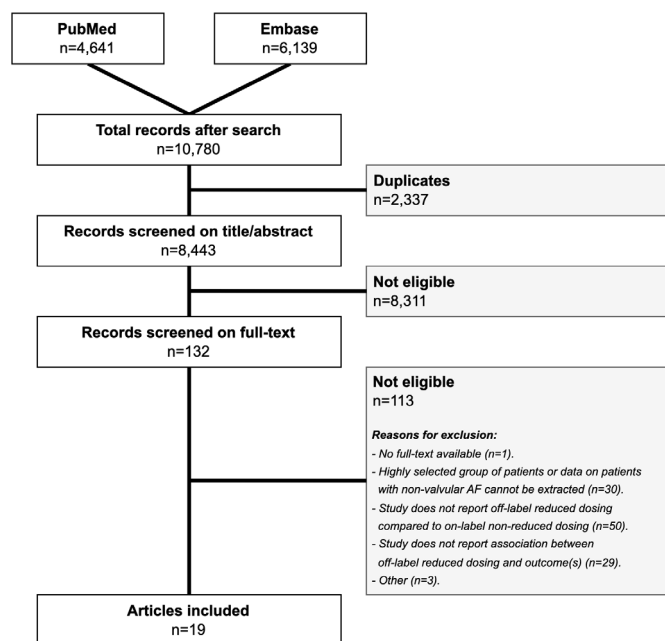 PubMed
n=4,641
Embase
n=6,139
Total records after search
n=10,780
Duplicates
n=2,337
Records screened on title/abstract
n=8,443
Not eligible
n=8,311
Records screened on full-text
n=132
Not eligible
n=113
Reasons for exclusion:
- No full-text available (n=1).
- Highly selected group of patients or data on patients
with non-valvular AF cannot be extracted (n=30).
- Study does not report off-label reduced dosing
compared to on-label non-reduced dosing (n=50).
- Study does not report association between
off-label reduced dosing and outcome(s) (n=29).
- Other (n=3).
Articles included
n=19